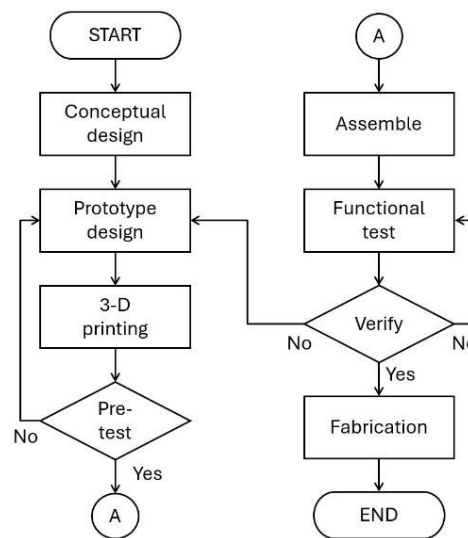 START
Conceptual
design
Prototype
design
3-D
printing
Pre-
test
No
Yes
A
A
Assemble
Functional
test
Verify
No
No
Yes
Fabrication
END